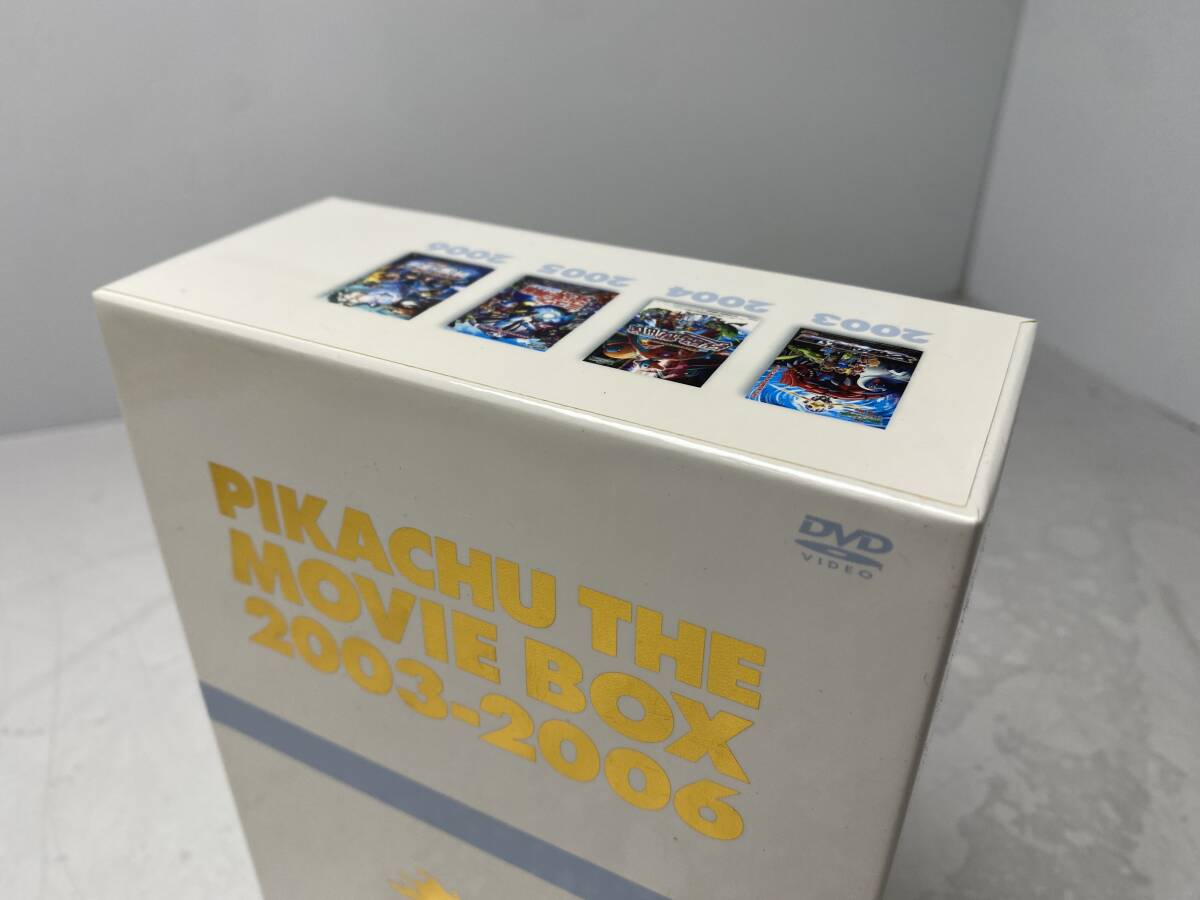 2006
2005
2004
2003
PIKACHU THE
MOVIE BOX
2003-2006
DVD
VIDEO